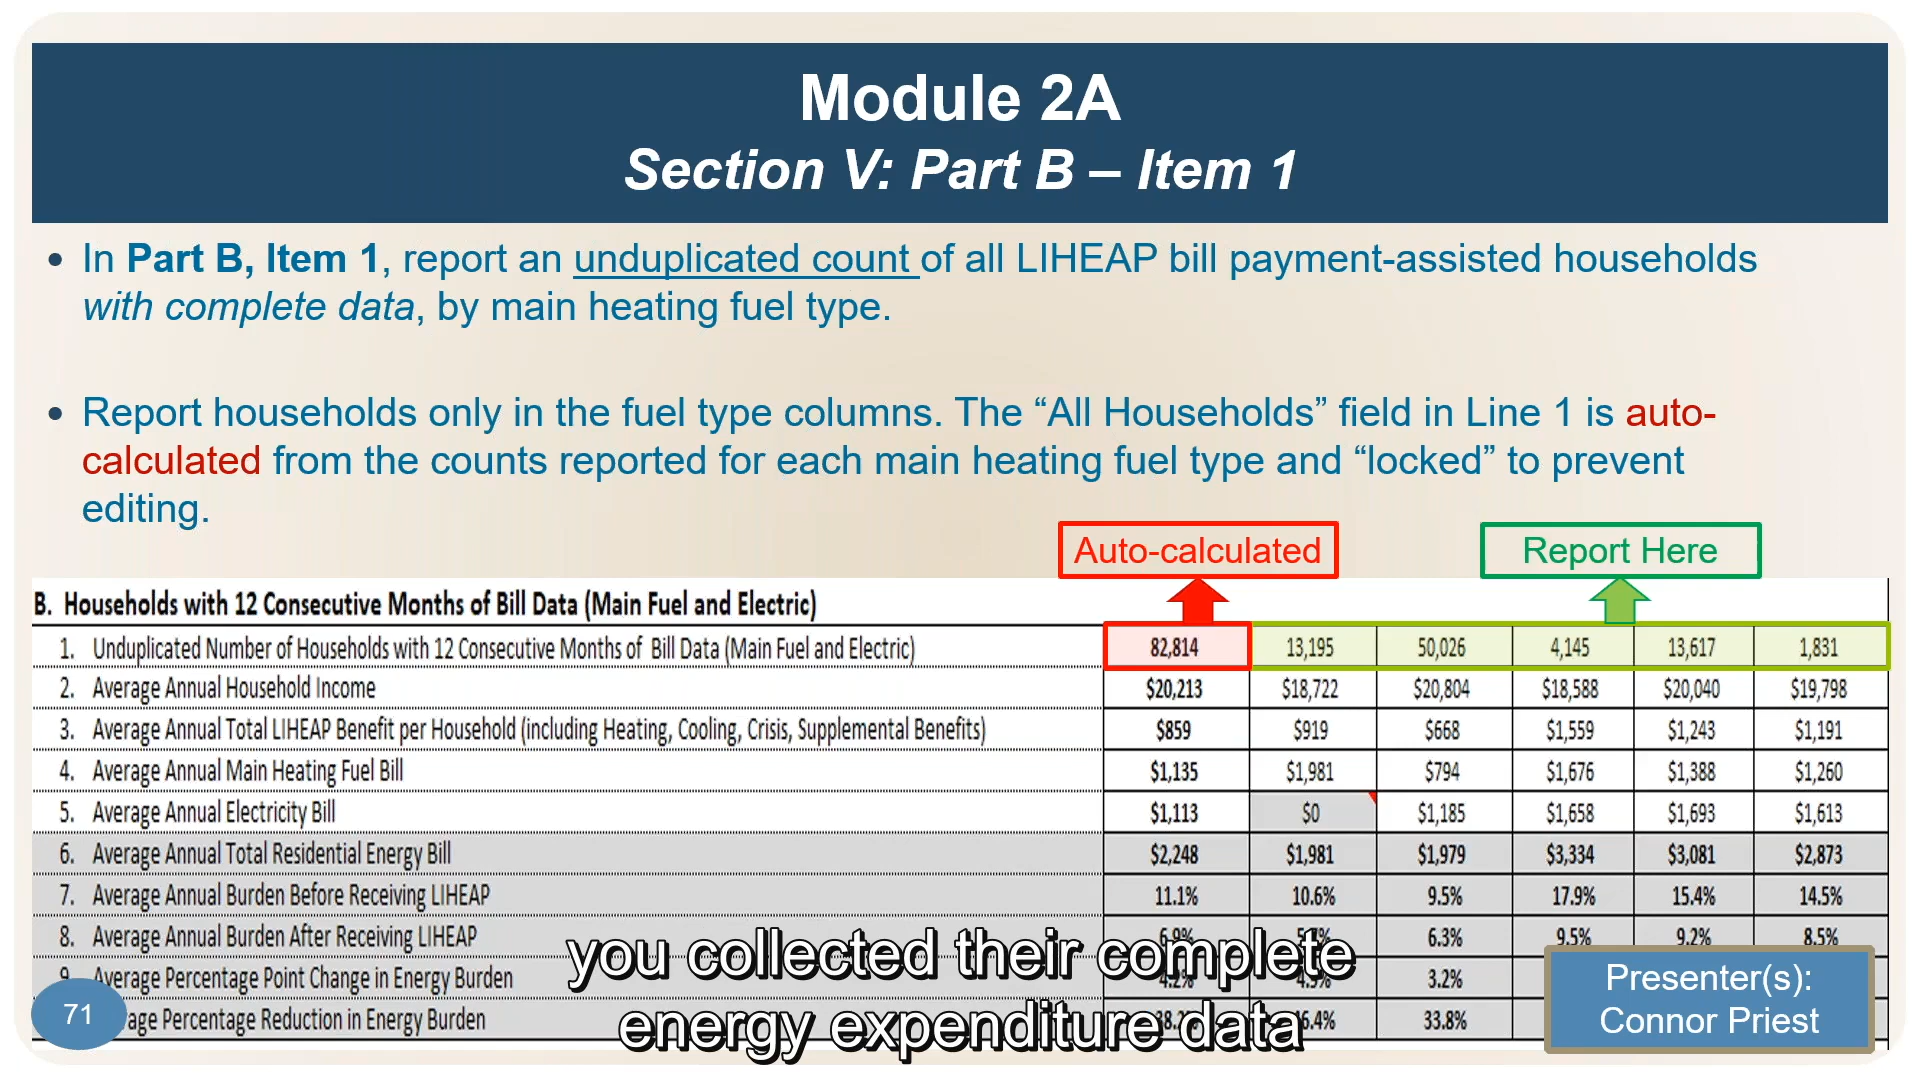 Module 2A
Section V: Part B – Item 1
• In Part B, Item 1, report an unduplicated count of all LIHEAP bill payment-assisted households
with complete data, by main heating fuel type.
• Report households only in the fuel type columns. The “All Households” field in Line 1 is auto-
calculated from the counts reported for each main heating fuel type and “locked” to prevent
editing.
Auto-calculated Report Here
B. Households with 12 Consecutive Months of Bill Data (Main Fuel and Electric)
1. Unduplicated Number of Households with 12 Consecutive Months of Bill Data (Main Fuel and Electric) 82,814 13,195 50,026 4,145 13,617 1,831
2. Average Annual Household Income $20,213 $18,722 $20,804 $18,588 $20,040 $19,798
3. Average Annual Total LIHEAP Benefit per Household (including Heating, Cooling, Crisis, Supplemental Benefits) $859 $919 $668 $1,559 $1,243 $1,191
4. Average Annual Main Heating Fuel Bill $1,135 $1,981 $794 $1,676 $1,388 $1,260
5. Average Annual Electricity Bill $1,113 $0 $1,185 $1,658 $1,693 $1,613
6. Average Annual Total Residential Energy Bill $2,248 $1,981 $1,979 $3,334 $3,081 $2,873
7. Average Annual Burden Before Receiving LIHEAP 11.1% 10.6% 9.5% 17.9% 15.4% 14.5%
8. Average Annual Burden After Receiving LIHEAP 6.3% 9.5% 9.2% 8.5%
9. Average Percentage Point Change in Energy Burden 3.2%
Percentage Reduction in Energy Burden 33.8%
you collected their complete
energy expenditure data
71
Presenter(s):
Connor Priest